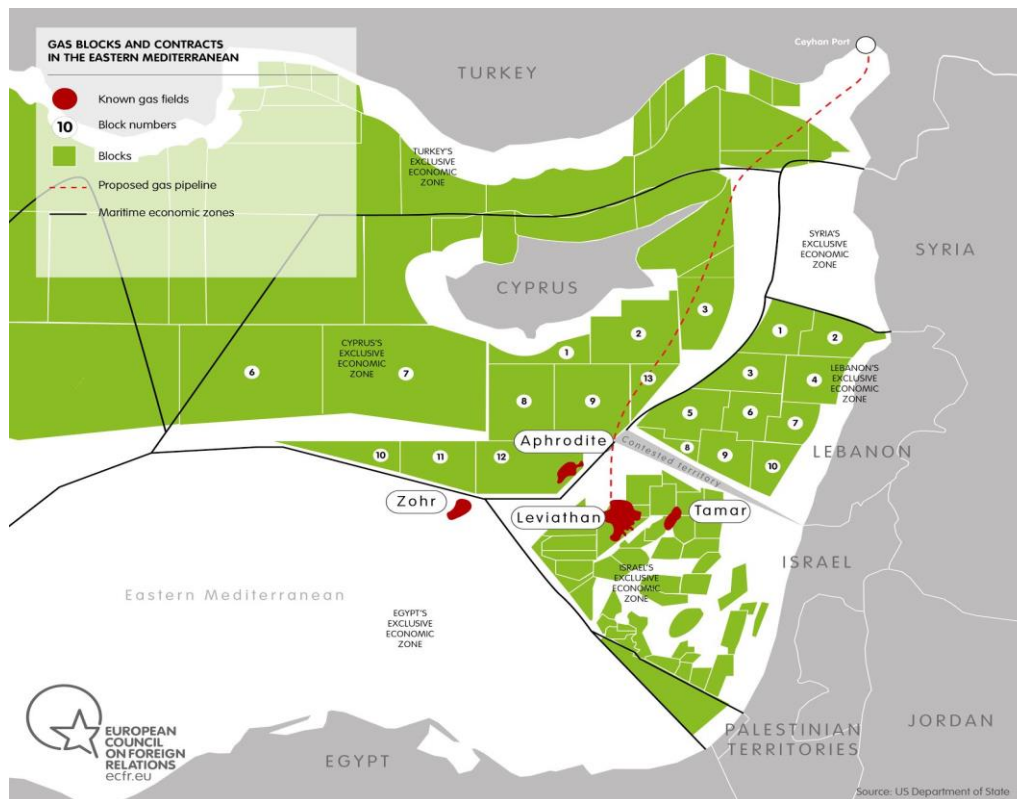 GAS BLOCKS AND CONTRACTS
IN THE EASTERN MEDITERRANEAN
Known gas fields
10
Block numbers
Blocks
Proposed gas pipeline
Maritime economic zones
Ceyhan Port
TURKEY
TURKEY'S
EXCLUSIVE
ECONOMIC
ZONE
SYRIA'S
EXCLUSIVE
ECONOMIC
ZONE
SYRIA
CYPRUS
3
2
1
1
2
CYPRUS'S
EXCLUSIVE
ECONOMIC
ZONE
6
7
13
3
4
LEBANON'S
EXCLUSIVE
ECONOMIC
ZONE
8
9
5
6
7
Aphrodite
Contested territory
8
9
10
LEBANON
10
11
12
Zohr
Leviathan
Tamar
ISRAEL
ISRAEL'S
EXCLUSIVE
ECONOMIC
ZONE
Eastern Mediterranean
EGYPT'S
EXCLUSIVE
ECONOMIC
ZONE
EUROPEAN
COUNCIL
ON FOREIGN
RELATIONS
ecfr.eu
EGYPT
PALESTINIAN
TERRITORIES
JORDAN
Source: US Department of State